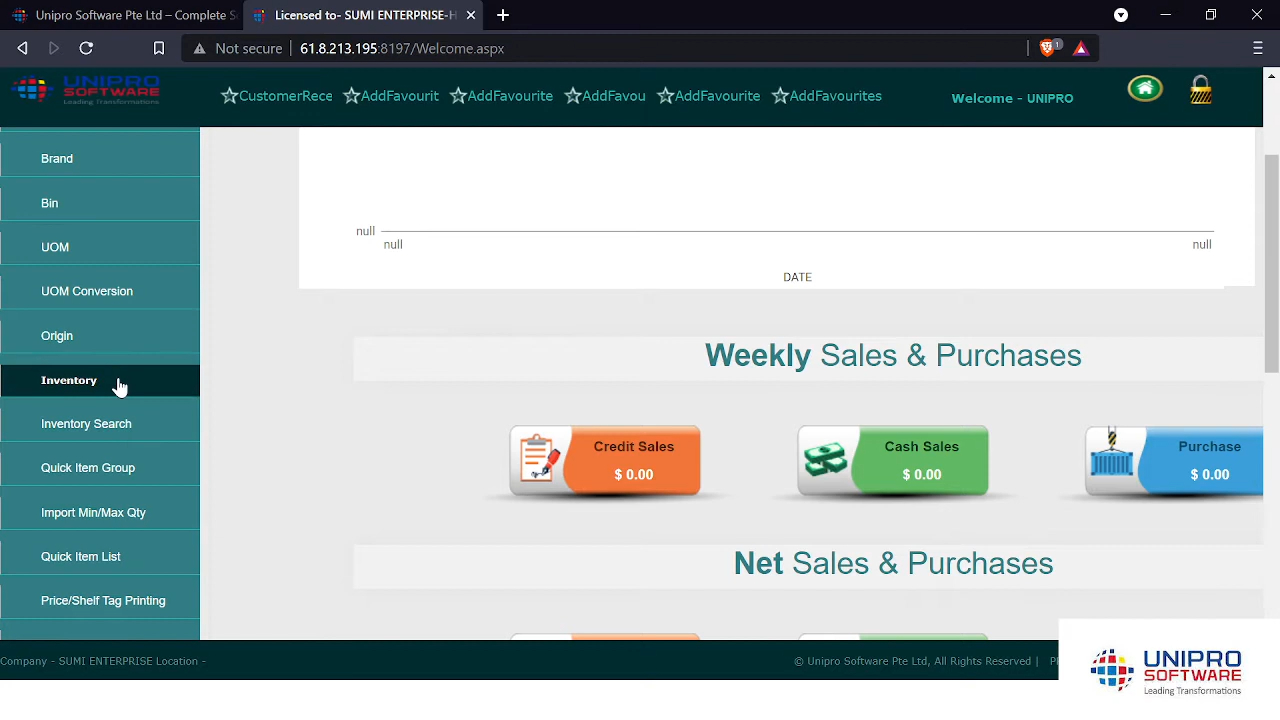 Unipro Software Pte Ltd – Complete S
Licensed to- SUMI ENTERPRISE-H
Not secure 61.8.213.195:8197/Welcome.aspx
1
UNIPRO
SOFTWARE
Leading Transformations
CustomerRece
AddFavourit
AddFavourite
AddFavou
AddFavourite
AddFavourites
Welcome - UNIPRO
Brand
Bin
UOM
UOM Conversion
Origin
Inventory
Inventory Search
Quick Item Group
Import Min/Max Qty
Quick Item List
Price/Shelf Tag Printing
null
null
null
DATE
Weekly Sales & Purchases
Credit Sales
$ 0.00
Cash Sales
$ 0.00
Purchase
$ 0.00
Net Sales & Purchases
Company - SUMI ENTERPRISE Location -
© Unipro Software Pte Ltd, All Rights Reserved |
UNIPRO
SOFTWARE
Leading Transformations